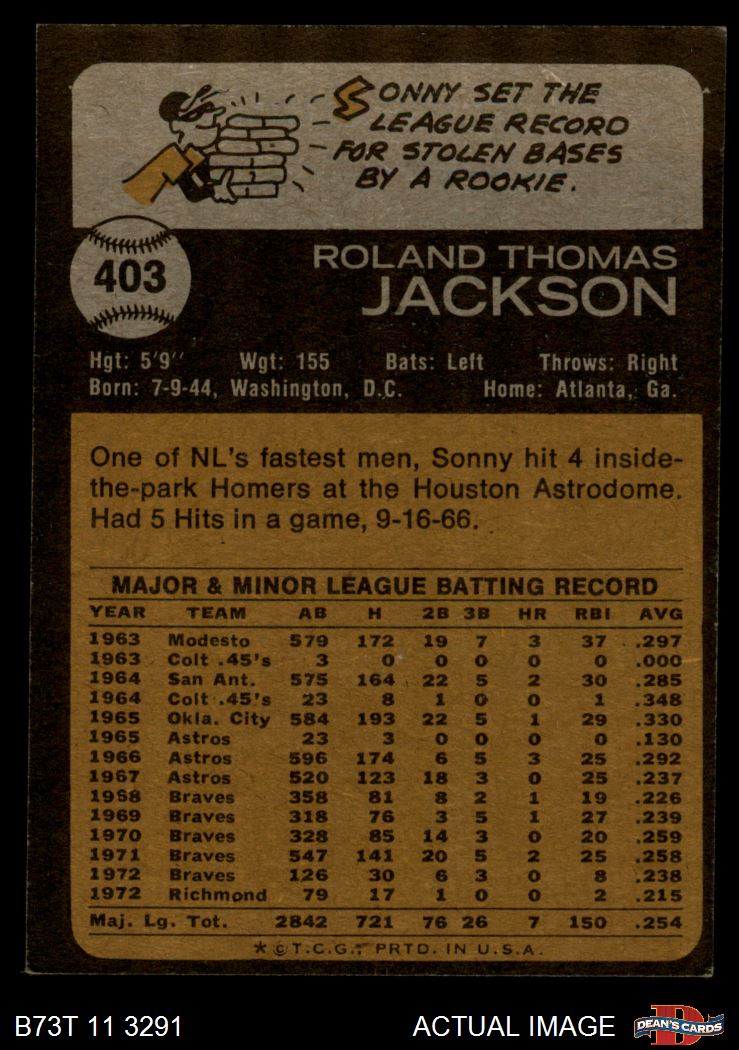 SONNY SET THE
LEAGUE RECORD
FOR STOLEN BASES
BY A ROOKIE.
403
ROLAND THOMAS
JACKSON
Hgt: 5'9" Wgt: 155 Bats: Left Throws: Right
Born: 7-9-44, Washington, D.C. Home: Atlanta, Ga.
One of NL's fastest men, Sonny hit 4 inside-
the-park Homers at the Houston Astrodome.
Had 5 Hits in a game, 9-16-66.
MAJOR & MINOR LEAGUE BATTING RECORD
YEAR TEAM AB H 2B 3B HR RBI AVG
1963 Modesto 579 172 19 7 3 37 .297
1963 Colt .45's 3 0 0 0 0 0 .000
1964 San Ant. 575 164 22 5 2 30 .285
1964 Colt .45's 23 8 1 0 0 1 .348
1965 Okla. City 584 193 22 5 1 29 .330
1965 Astros 23 3 0 0 0 0 .130
1966 Astros 596 174 6 5 3 25 .292
1967 Astros 520 123 18 3 0 25 .237
1968 Braves 358 81 8 2 1 19 .226
1969 Braves 318 76 3 5 1 27 .239
1970 Braves 328 85 14 3 0 20 .259
1971 Braves 547 141 20 5 2 25 .258
1972 Braves 126 30 6 3 0 8 .238
1972 Richmond 79 17 1 0 0 2 .215
Maj. Lg. Tot. 2842 721 76 26 7 150 .254
* © T.C.G., PRTD. IN U.S.A.
B73T 11 3291 ACTUAL IMAGE D DEAN'S CARDS